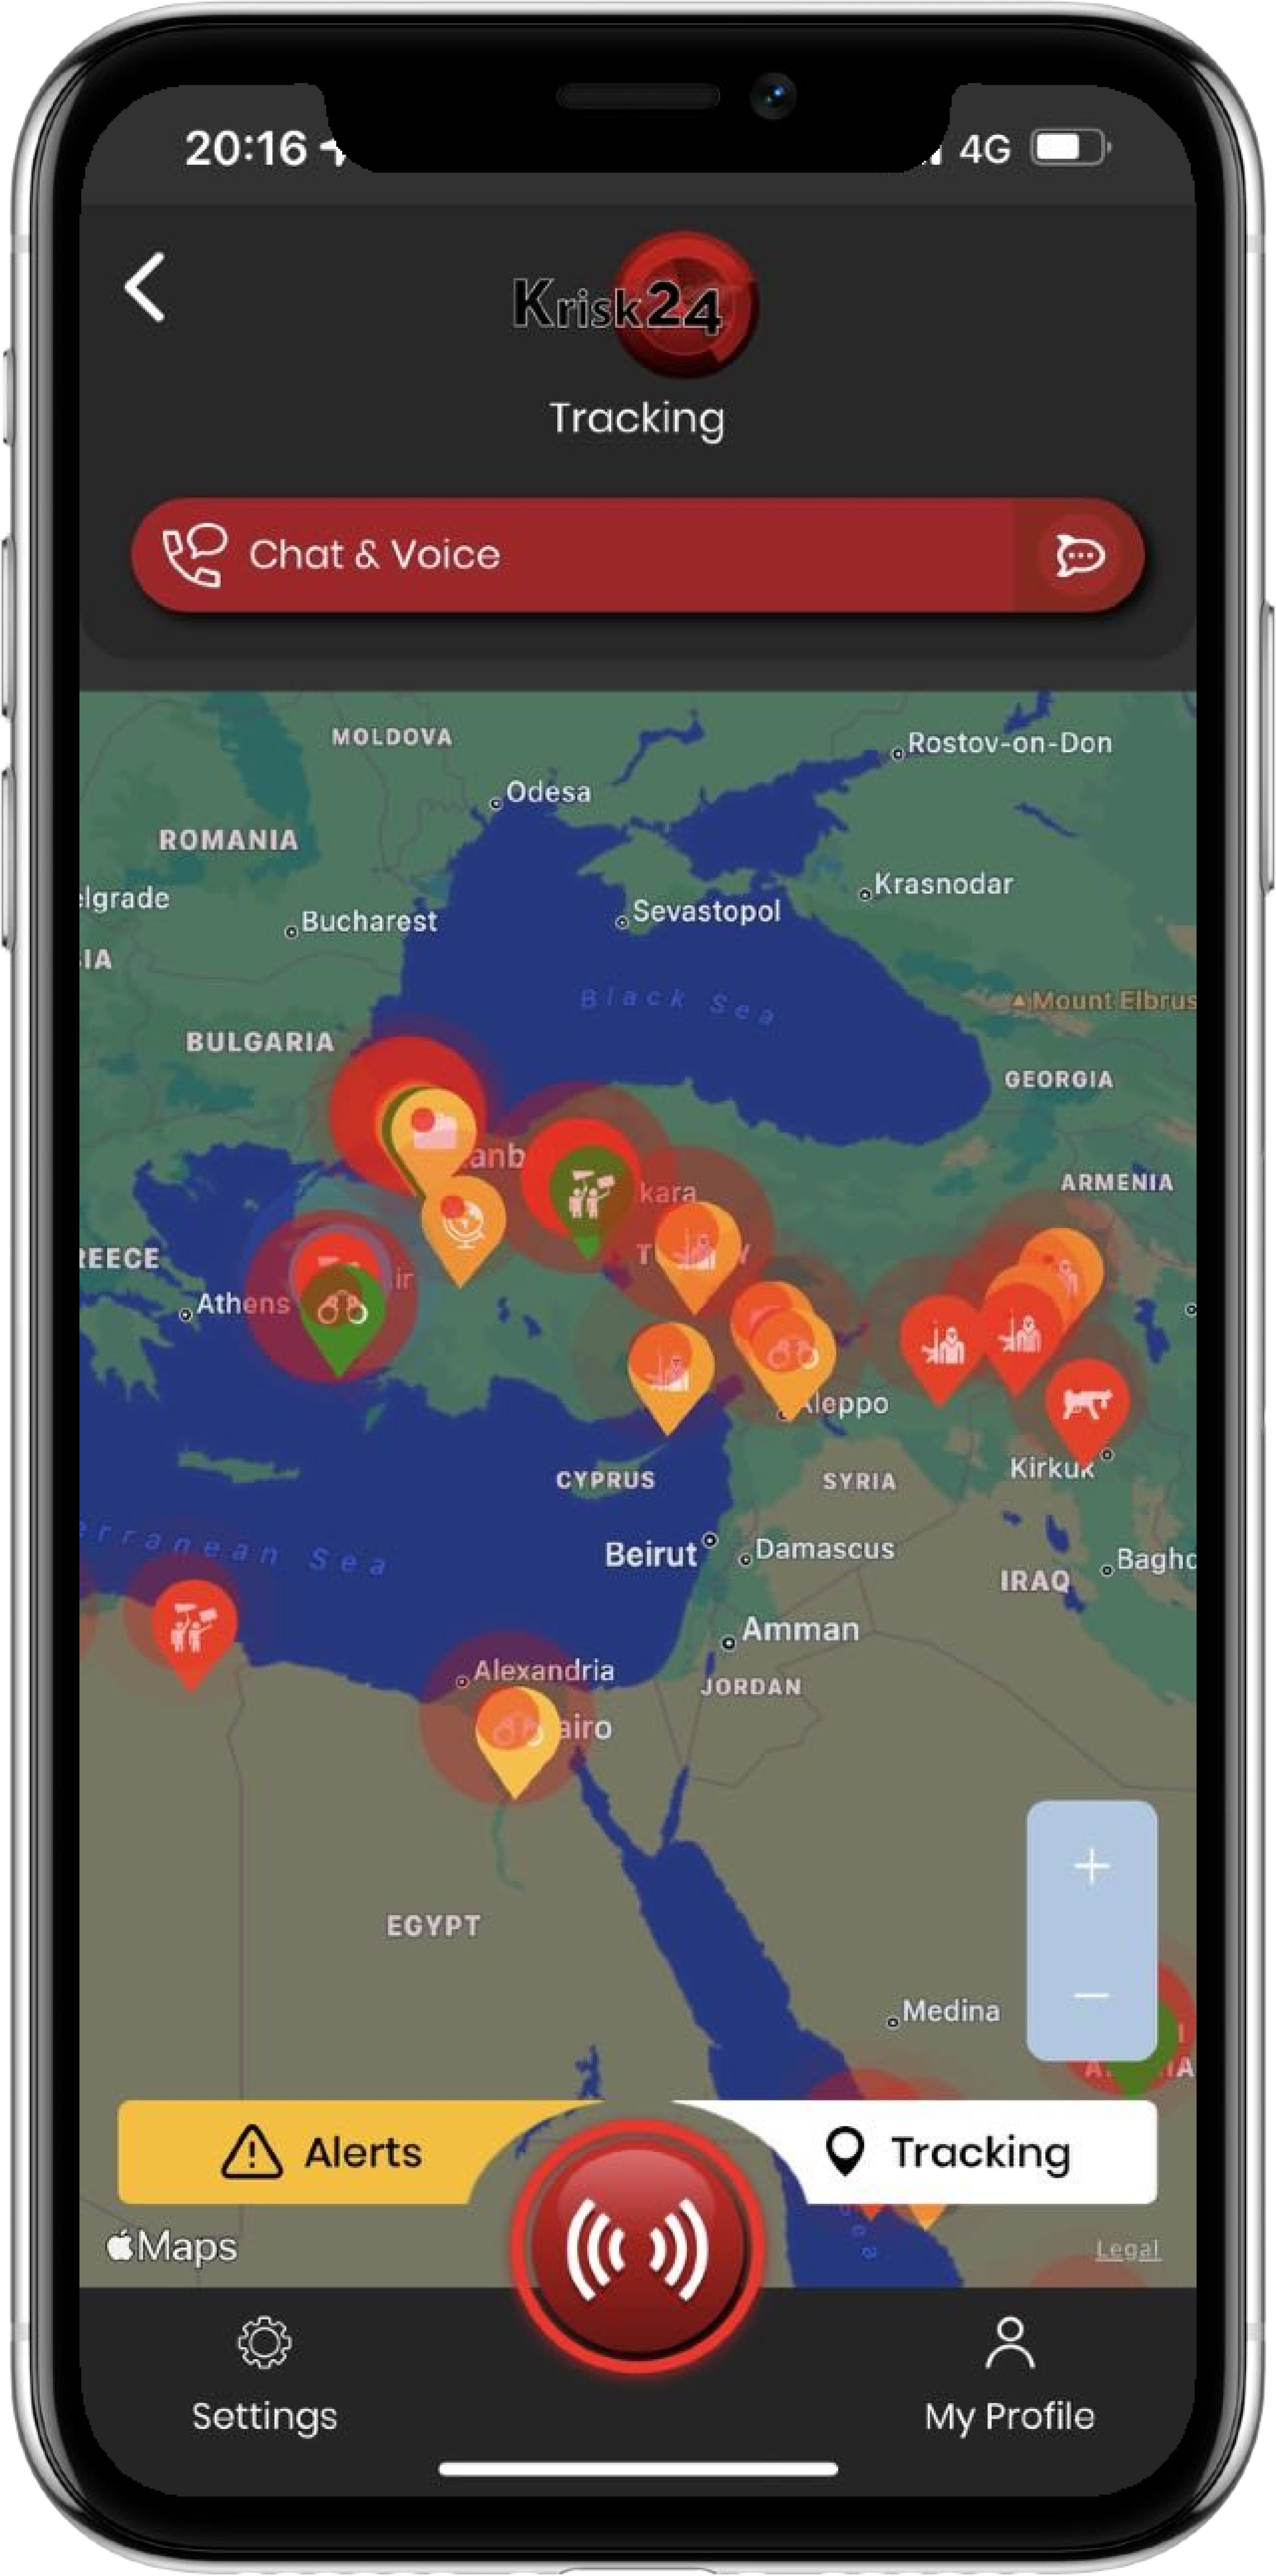 20:16
4G
Krisk24
Tracking
Chat & Voice
MOLDOVA
Rostov-on-Don
Odesa
ROMANIA
elgrade
Krasnodar
Bucharest
Sevastopol
IA
Black Sea
Mount Elbrus
BULGARIA
GEORGIA
anb
ARMENIA
kara
REECE
T
Y
ir
Athens
Aleppo
Kirkuk
CYPRUS
SYRIA
erranean Sea
Beirut
Damascus
Baghd
IRAQ
Amman
Alexandria
JORDAN
airo
+
EGYPT
−
Medina
Alerts
Tracking
Maps
Legal
Settings
My Profile